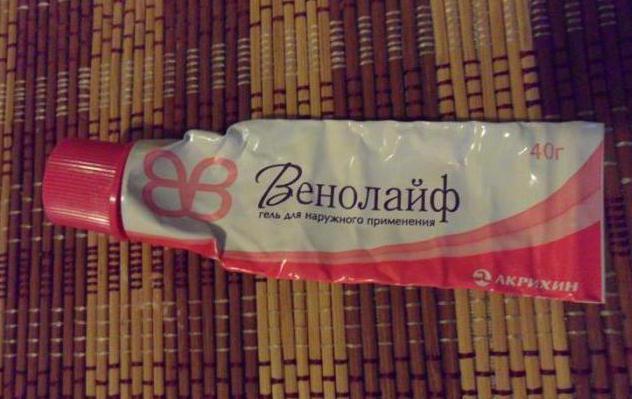 Венолайф
гель для наружного применения
40г
АКРИХИН